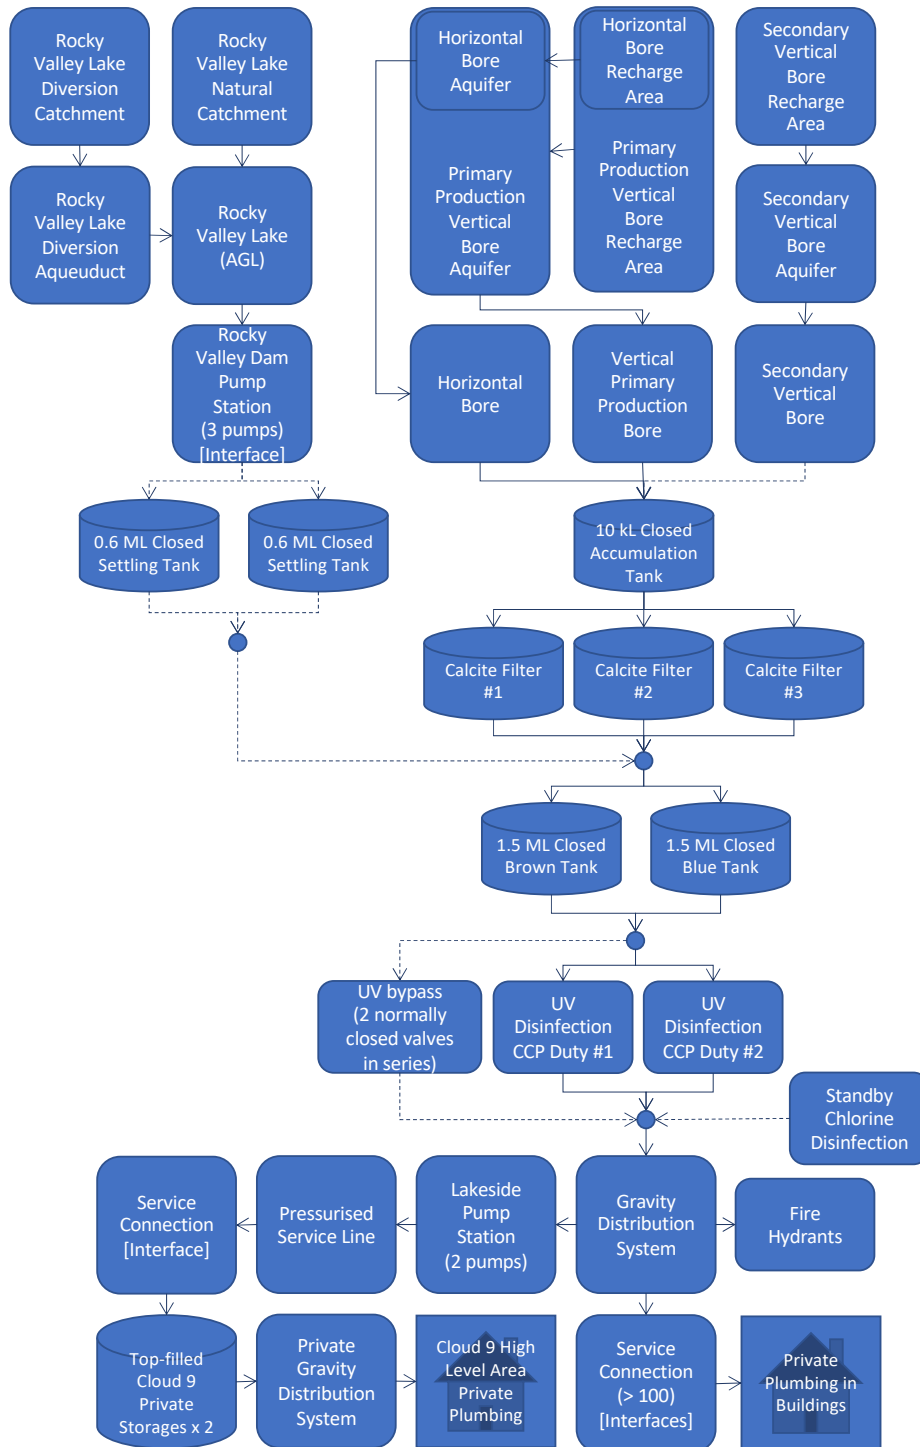 Rocky
Valley Lake
Diversion
Catchment
Rocky
Valley Lake
Natural
Catchment
Horizontal
Bore
Aquifer
Horizontal
Bore
Recharge
Area
Secondary
Vertical
Bore
Recharge
Area
Rocky
Valley Lake
Diversion
Aqueuduct
Rocky
Valley Lake
(AGL)
Primary
Production
Vertical
Bore
Aquifer
Primary
Production
Vertical
Bore
Recharge
Area
Secondary
Vertical
Bore
Aquifer
Rocky
Valley Dam
Pump
Station
(3 pumps)
[Interface]
Horizontal
Bore
Vertical
Primary
Production
Bore
Secondary
Vertical
Bore
0.6 ML Closed
Settling Tank
0.6 ML Closed
Settling Tank
10 kL Closed
Accumulation
Tank
Calcite Filter
#1
Calcite Filter
#2
Calcite Filter
#3
1.5 ML Closed
Brown Tank
1.5 ML Closed
Blue Tank
UV bypass
(2 normally
closed valves
in series)
UV
Disinfection
CCP Duty #1
UV
Disinfection
CCP Duty #2
Standby
Chlorine
Disinfection
Service
Connection
[Interface]
Pressurised
Service Line
Lakeside
Pump
Station
(2 pumps)
Gravity
Distribution
System
Fire
Hydrants
Top-filled
Cloud 9
Private
Storages x 2
Private
Gravity
Distribution
System
Cloud 9 High
Level Area
Private
Plumbing
Service
Connection
(> 100)
[Interfaces]
Private
Plumbing in
Buildings